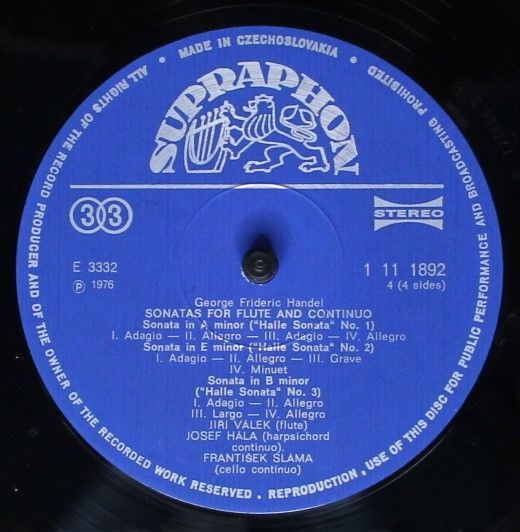 ALL RIGHTS OF THE RECORD PRODUCER AND OF THE OWNER OF THE RECORDED WORK RESERVED . REPRODUCTION , USE OF THIS DISC FOR PUBLIC PERFORMANCE AND BROADCASTING PROHIBITED
• MADE IN CZECHOSLOVAKIA •
SUPRAPHON
33
STEREO
E 3332
1 11 1892
Ⓟ 1976
4 (4 sides)
George Frideric Handel
SONATAS FOR FLUTE AND CONTINUO
Sonata in A minor ("Halle Sonata" No. 1)
I. Adagio — II. Allegro — III. Adagio — IV. Allegro
Sonata in E minor ("Halle Sonata" No. 2)
I. Adagio — II. Allegro — III. Grave
IV. Minuet
Sonata in B minor
("Halle Sonata" No. 3)
I. Adagio — II. Allegro
III. Largo — IV. Allegro
JIŘÍ VÁLEK (flute)
JOSEF HÁLA (harpsichord
continuo).
FRANTIŠEK SLÁMA
(cello continuo)